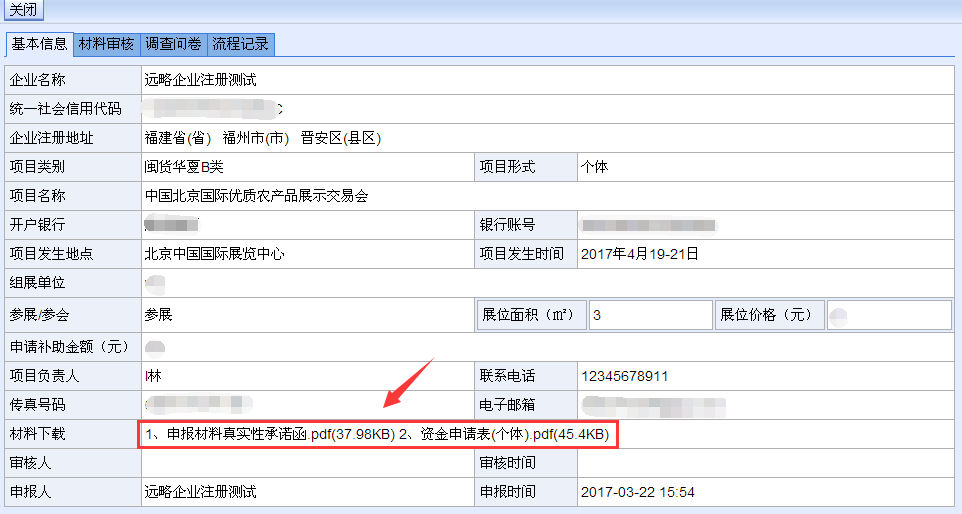 关闭
基本信息 材料审核 调查问卷 流程记录
企业名称 远略企业注册测试
统一社会信用代码
企业注册地址 福建省(省) 福州市(市) 晋安区(县区)
项目类别 闽货华夏B类 项目形式 个体
项目名称 中国北京国际优质农产品展示交易会
开户银行 银行账号
项目发生地点 北京中国国际展览中心 项目发生时间 2017年4月19-21日
组展单位
参展/参会 参展 展位面积（㎡） 3 展位价格（元）
申请补助金额（元）
项目负责人 林 联系电话 12345678911
传真号码 电子邮箱
材料下载 1、申报材料真实性承诺函.pdf(37.98KB) 2、资金申请表(个体).pdf(45.4KB)
审核人 审核时间
申报人 远略企业注册测试 申报时间 2017-03-22 15:54